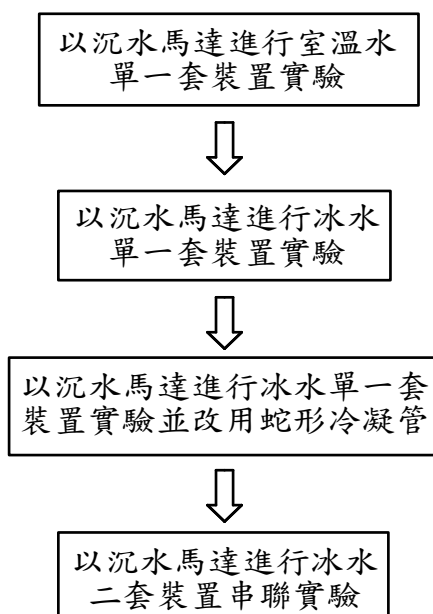 以沉水馬達進行室溫水
單一套裝置實驗
以沉水馬達進行冰水
單一套裝置實驗
以沉水馬達進行冰水單一套
裝置實驗並改用蛇形冷凝管
以沉水馬達進行冰水
二套裝置串聯實驗